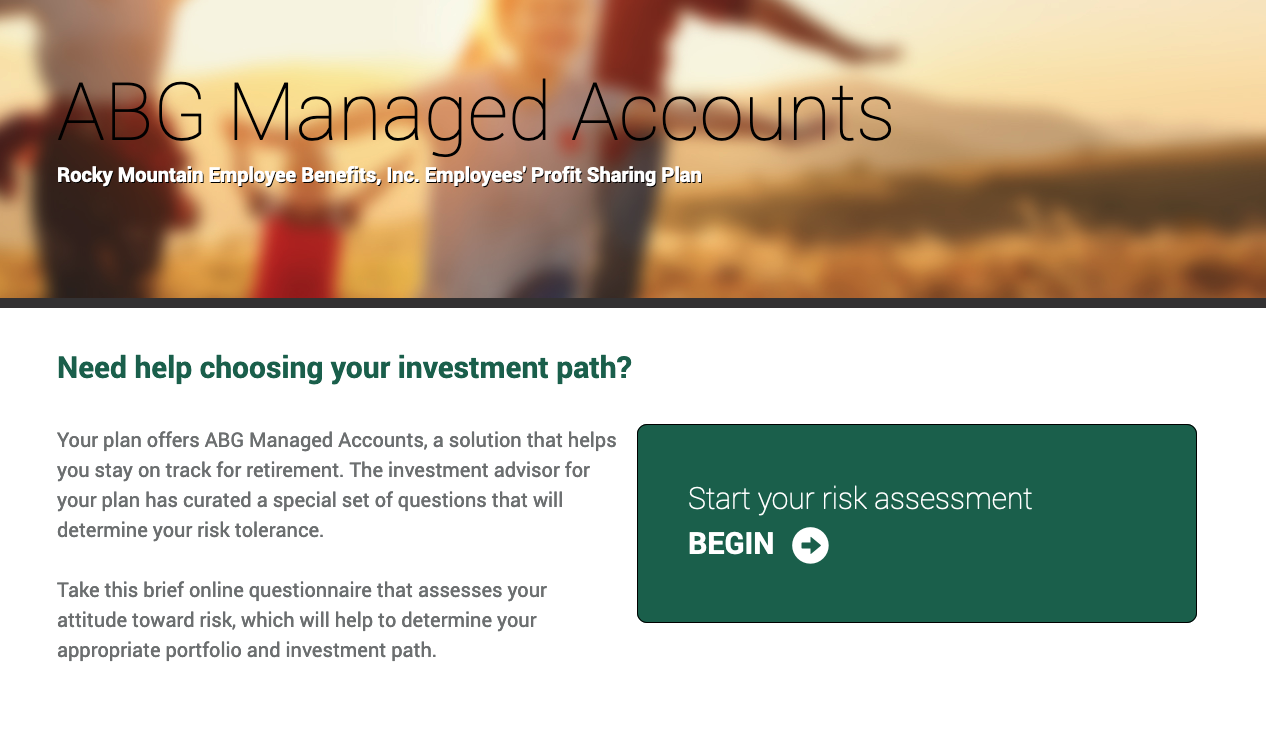 ABG Managed Accounts
Rocky Mountain Employee Benefits, Inc. Employees' Profit Sharing Plan
Need help choosing your investment path?
Your plan offers ABG Managed Accounts, a solution that helps
you stay on track for retirement. The investment advisor for
your plan has curated a special set of questions that will
determine your risk tolerance.
Take this brief online questionnaire that assesses your
attitude toward risk, which will help to determine your
appropriate portfolio and investment path.
Start your risk assessment
BEGIN